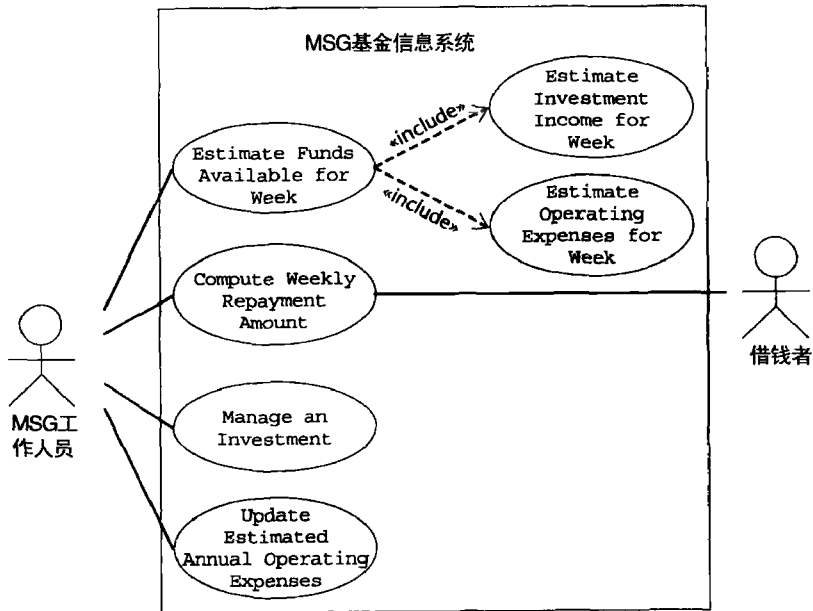 MSG基金信息系统
Estimate
Investment
Income for
Week
«include»
Estimate Funds
Available for
Week
«include»
Estimate
Operating
Expenses for
Week
Compute Weekly
Repayment
Amount
借钱者
MSG工
作人员
Manage an
Investment
Update
Estimated
Annual Operating
Expenses